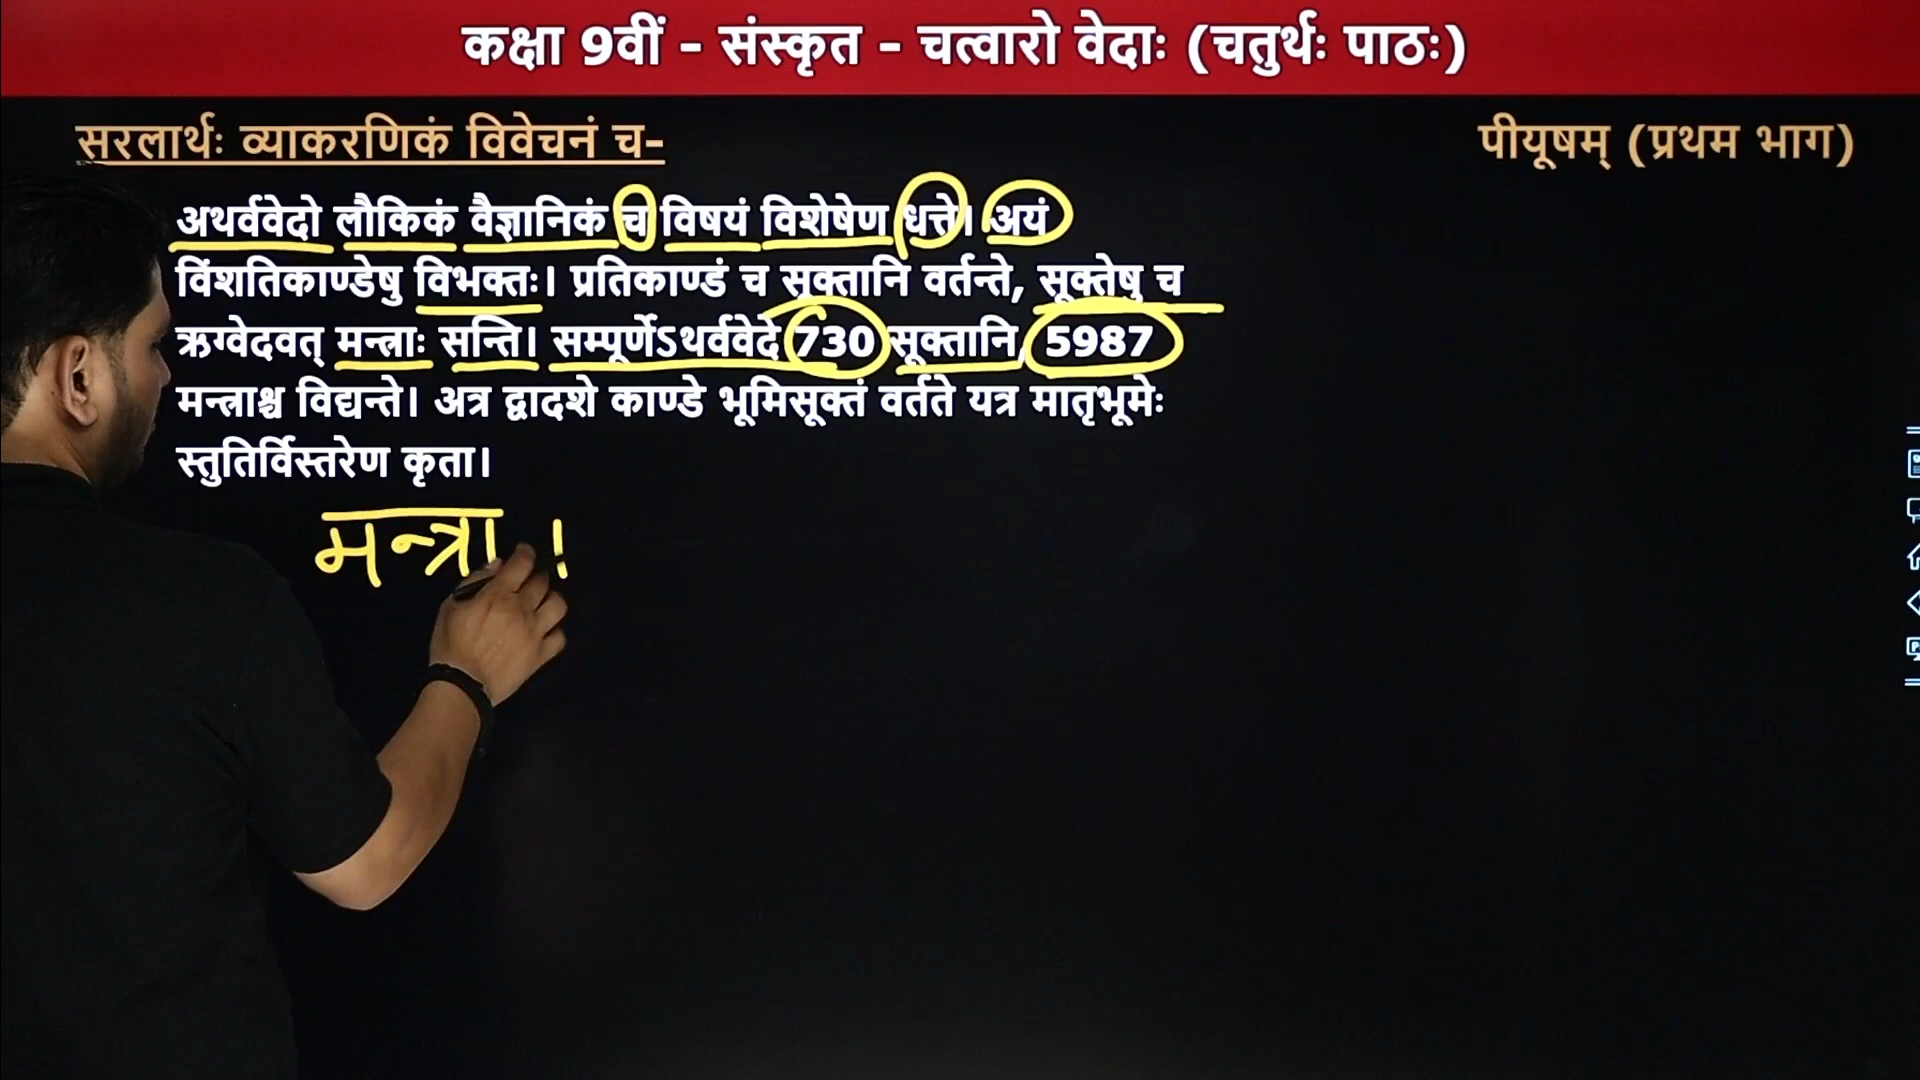 कक्षा 9वीं - संस्कृत - चत्वारो वेदाः (चतुर्थः पाठः)
सरलार्थः व्याकरणिकं विवेचनं च-
पीयूषम् (प्रथम भाग)
अथर्ववेदो लौकिकं वैज्ञानिकं च विषयं विशेषेण धत्ते। अयं
विंशतिकाण्डेषु विभक्तः। प्रतिकाण्डं च सूक्तानि वर्तन्ते, सूक्तेषु च
ऋग्वेदवत् मन्त्राः सन्ति। सम्पूर्णेऽथर्ववेदे 730 सूक्तानि, 5987
मन्त्राश्च विद्यन्ते। अत्र द्वादशे काण्डे भूमिसूक्तं वर्तते यत्र मातृभूमेः
स्तुतिर्विस्तरेण कृता।
मन्त्रा